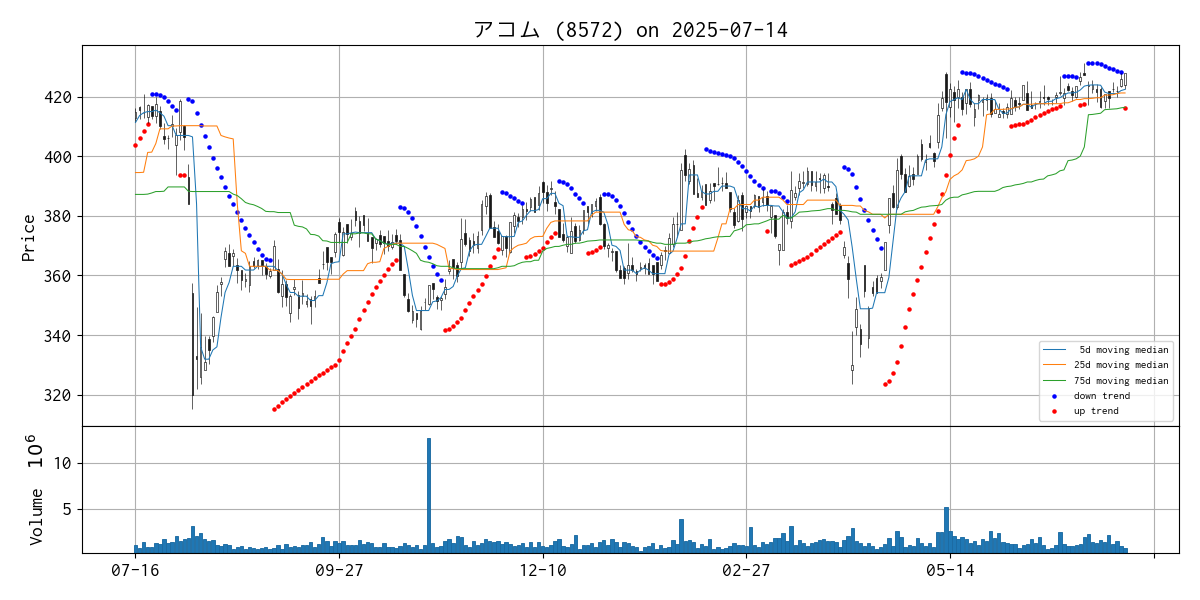 アコム (8572) on 2025-07-14
Price
420
400
380
360
340
320
5d moving median
25d moving median
75d moving median
down trend
up trend
Volume 10^6
10
5
07-16 09-27 12-10 02-27 05-14